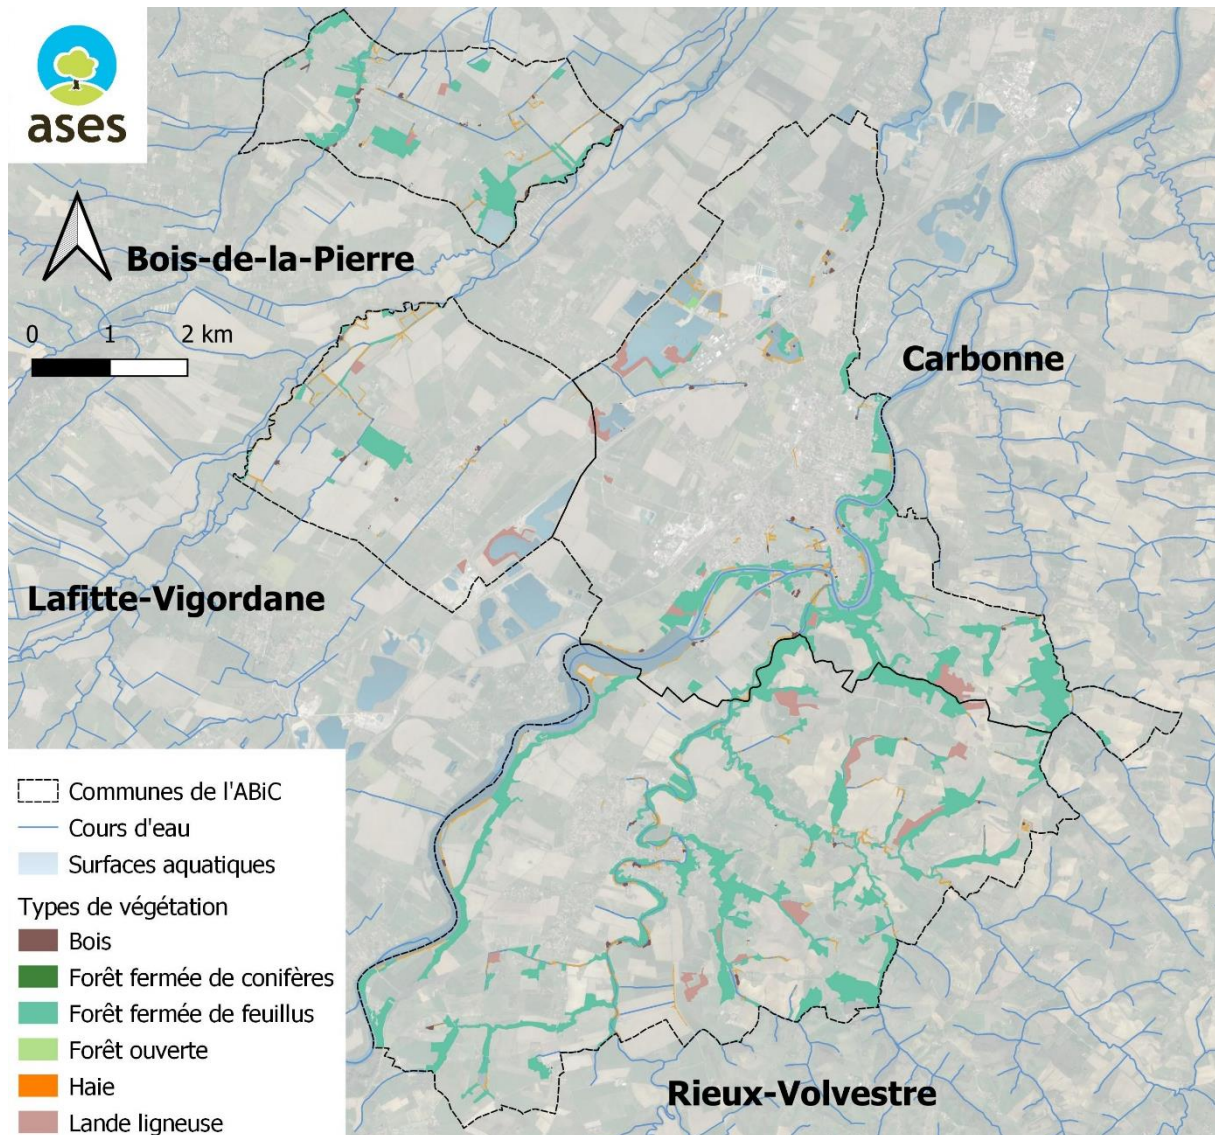 ases
Bois-de-la-Pierre
0 1 2 km
Carbonne
Lafitte-Vigordane
Communes de l'ABiC
Cours d'eau
Surfaces aquatiques
Types de végétation
Bois
Forêt fermée de conifères
Forêt fermée de feuillus
Forêt ouverte
Haie
Lande ligneuse
Rieux-Volvestre